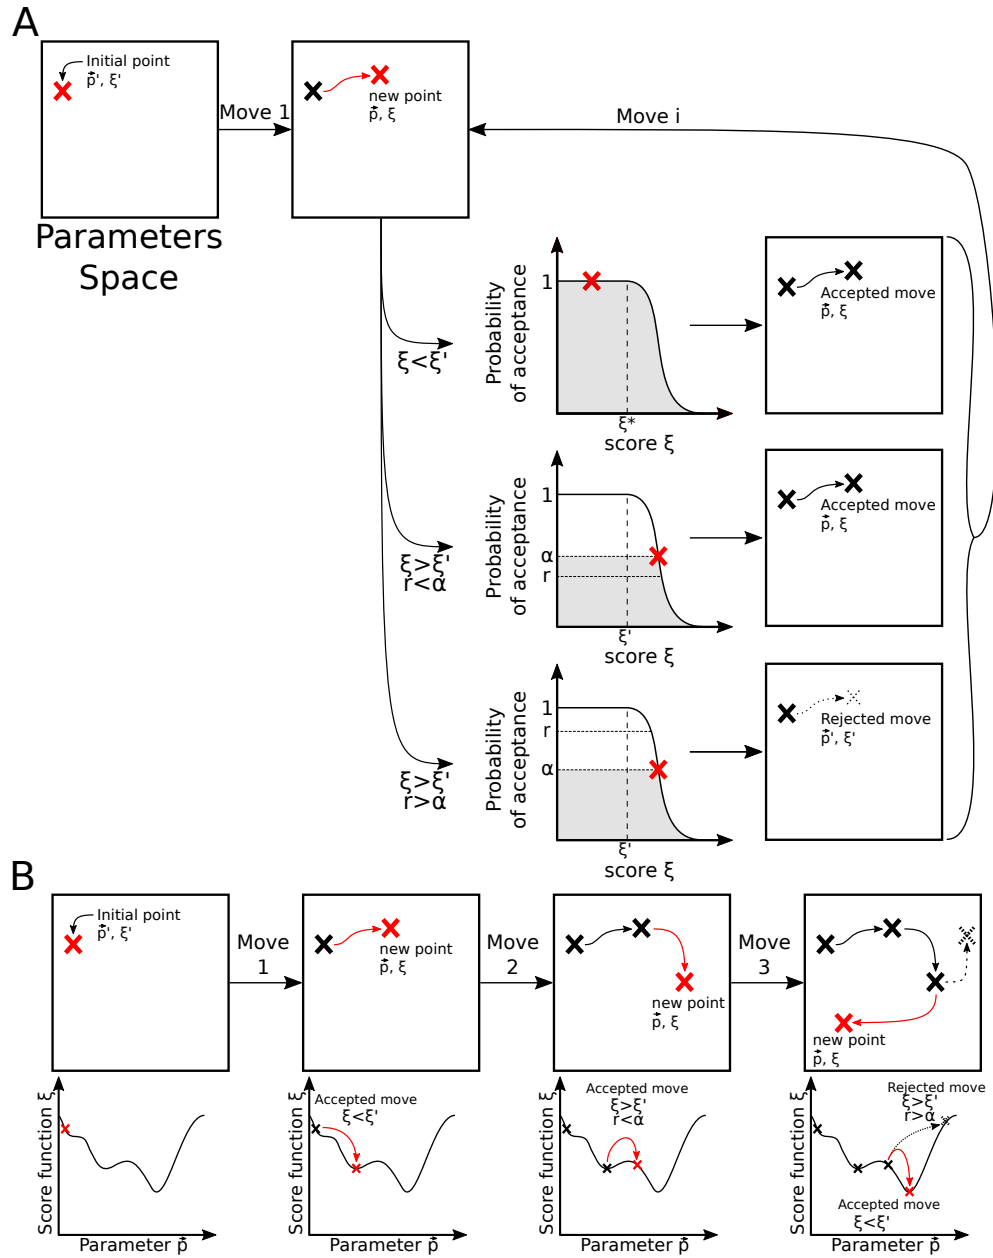 A
Initial point
p⃗', ξ'
Move 1
new point
p⃗, ξ
Move i
Parameters
Space
ξ<ξ'
Probability
of acceptance
1
ξ*
score ξ
Accepted move
p⃗, ξ
ξ>ξ'
r<α
Probability
of acceptance
1
α
r
ξ'
score ξ
Accepted move
p⃗, ξ
ξ>ξ'
r>α
Probability
of acceptance
1
r
α
ξ'
score ξ
Rejected move
p⃗', ξ'
B
Initial point
p⃗', ξ'
Move
1
new point
p⃗, ξ
Move
2
new point
p⃗, ξ
Move
3
new point
p⃗, ξ
Score function ξ
Parameter p⃗
Score function ξ
Accepted move
ξ<ξ'
Parameter p⃗
Score function ξ
Accepted move
ξ>ξ'
r<α
Parameter p⃗
Score function ξ
Rejected move
ξ>ξ'
r>α
Accepted move
ξ<ξ'
Parameter p⃗